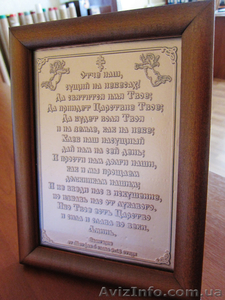 Отче наш,
сущий на небесах!
Да святится имя Твое;
Да приидет Царствие Твое;
Да будет воля Твоя
и на земле, как на небе;
Хлеб наш насущный
дай нам на сей день;
И прости нам долги наши,
как и мы прощаем
должникам нашим;
И не введи нас в искушение,
но избавь нас от лукавого.
Ибо Твое есть Царство
и сила и слава во веки.
Аминь.
AvizInfo.com.ua